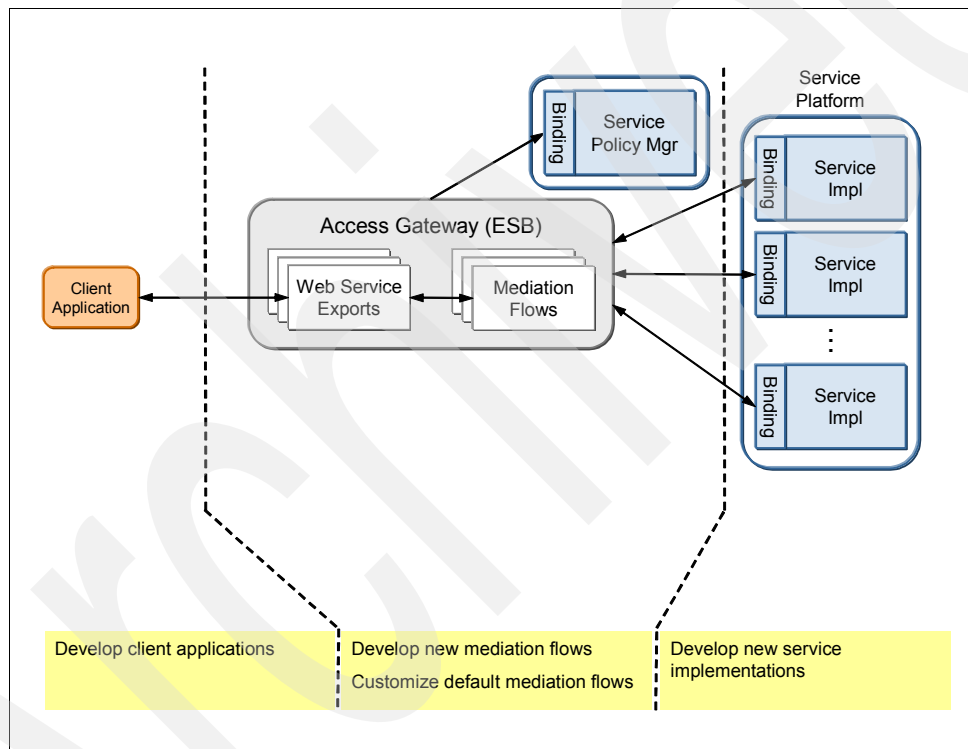 Service
Platform
Binding
Service
Policy Mgr
Binding
Service
Impl
Access Gateway (ESB)
Binding
Service
Impl
Client
Application
Web Service
Exports
Mediation
Flows
...
Binding
Service
Impl
Develop client applications
Develop new mediation flows
Customize default mediation flows
Develop new service
implementations